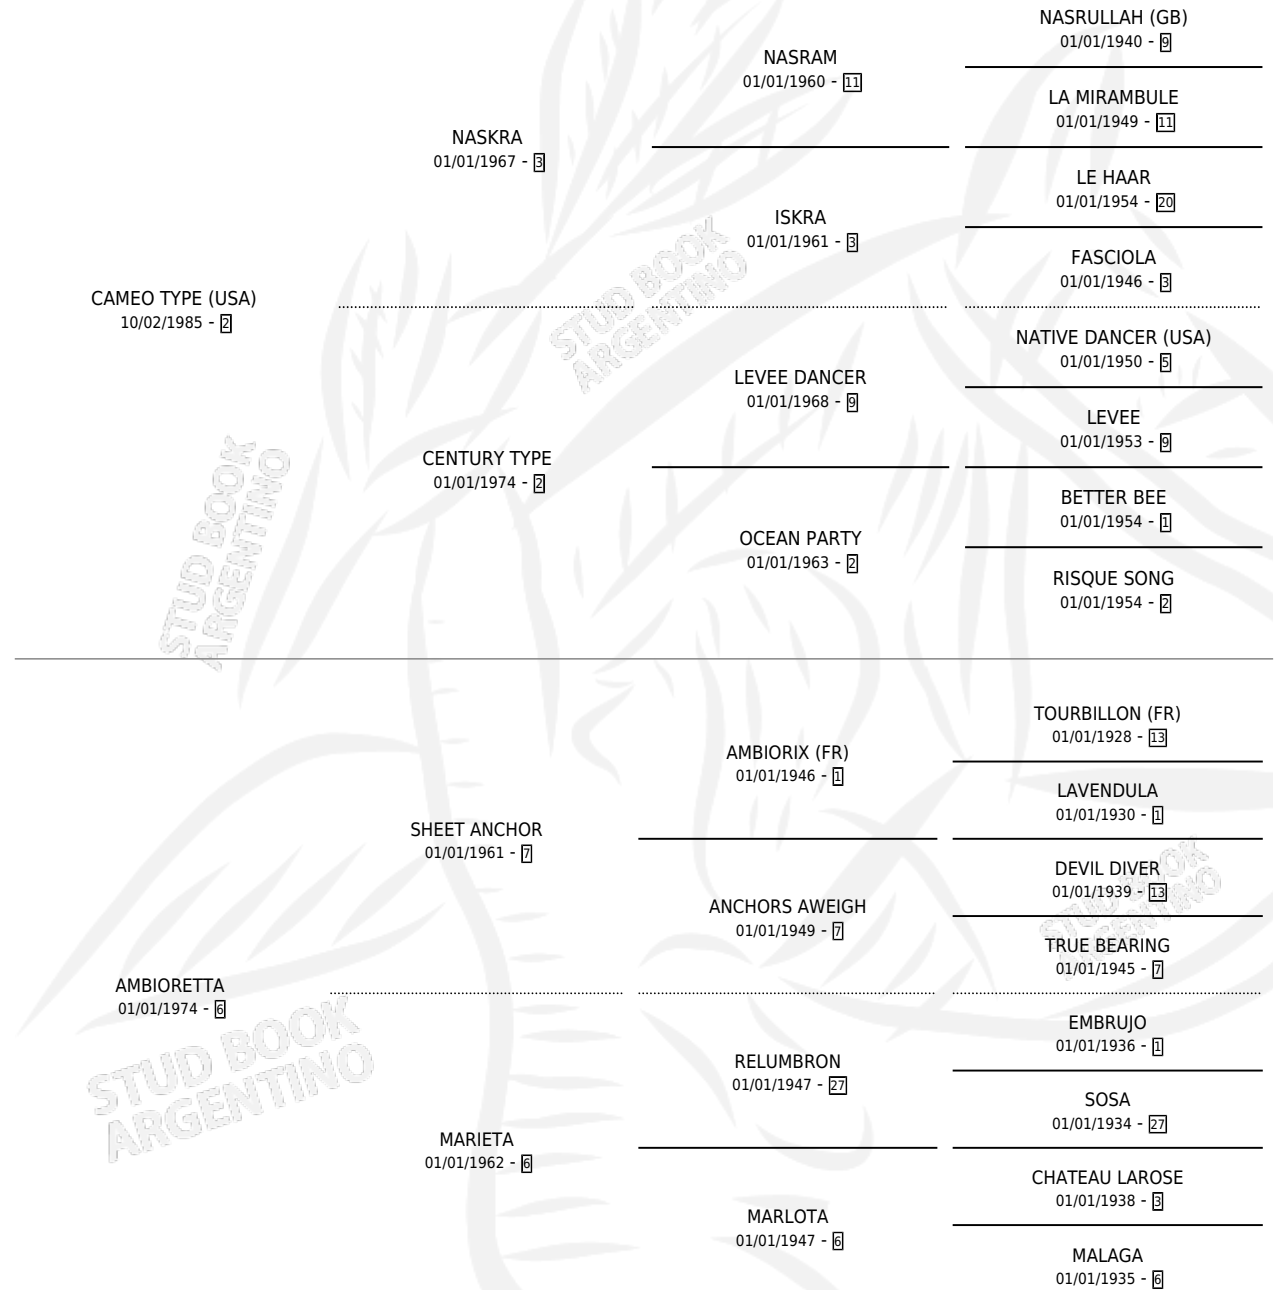 NASRULLAH (GB)
01/01/1940 - 9
NASRAM
01/01/1960 - 11
LA MIRAMBULE
01/01/1949 - 11
NASKRA
01/01/1967 - 3
LE HAAR
01/01/1954 - 20
ISKRA
01/01/1961 - 3
FASCIOLA
01/01/1946 - 3
CAMEO TYPE (USA)
10/02/1985 - 2
NATIVE DANCER (USA)
01/01/1950 - 5
LEVEE DANCER
01/01/1968 - 9
LEVEE
01/01/1953 - 9
CENTURY TYPE
01/01/1974 - 2
BETTER BEE
01/01/1954 - 1
OCEAN PARTY
01/01/1963 - 2
RISQUE SONG
01/01/1954 - 2
TOURBILLON (FR)
01/01/1928 - 13
AMBIORIX (FR)
01/01/1946 - 1
LAVENDULA
01/01/1930 - 1
SHEET ANCHOR
01/01/1961 - 7
DEVIL DIVER
01/01/1939 - 13
ANCHORS AWEIGH
01/01/1949 - 7
TRUE BEARING
01/01/1945 - 7
AMBIORETTA
01/01/1974 - 6
EMBRUJO
01/01/1936 - 1
RELUMBRON
01/01/1947 - 27
SOSA
01/01/1934 - 27
MARIETA
01/01/1962 - 6
CHATEAU LAROSE
01/01/1938 - 3
MARLOTA
01/01/1947 - 6
MALAGA
01/01/1935 - 6
STUD BOOK
ARGENTINO
STUD BOOK
ARGENTINO
STUD BOOK
ARGENTINO
STUD BOOK
ARGENTINO